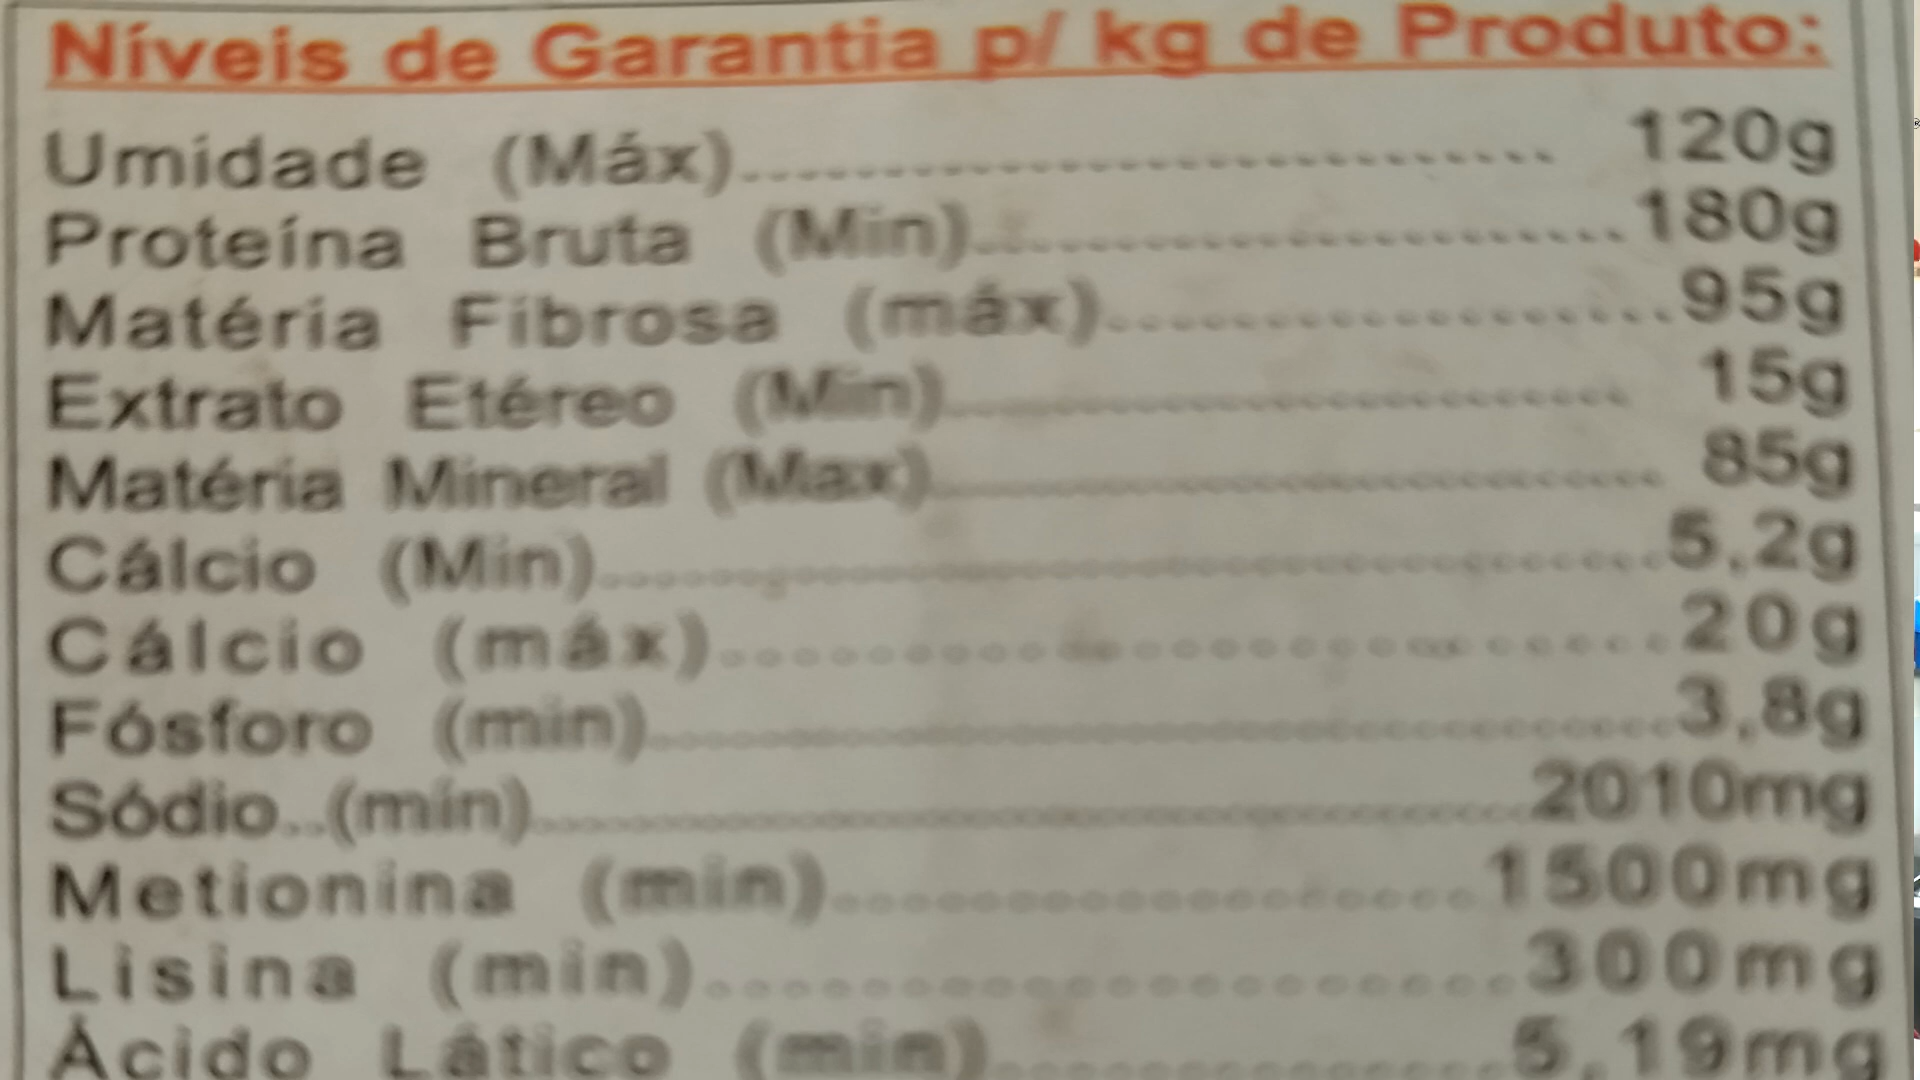 Níveis de Garantia p/ kg de Produto:
Umidade (Máx)........................................ 120g
Proteína Bruta (Min)..................................180g
Matéria Fibrosa (máx)............................95g
Extrato Etéreo (Min).................................. 15g
Matéria Mineral (Max)..................................... 85g
Cálcio (Min).......................................................5,2g
Cálcio (máx)..........................20g
Fósforo (min)......................................................3,8g
Sódio...(mín).....................................................2010mg
Metionina (min)........................1500mg
Lisina (min)......................300mg
Ácido Lático (min)....................5,19mg